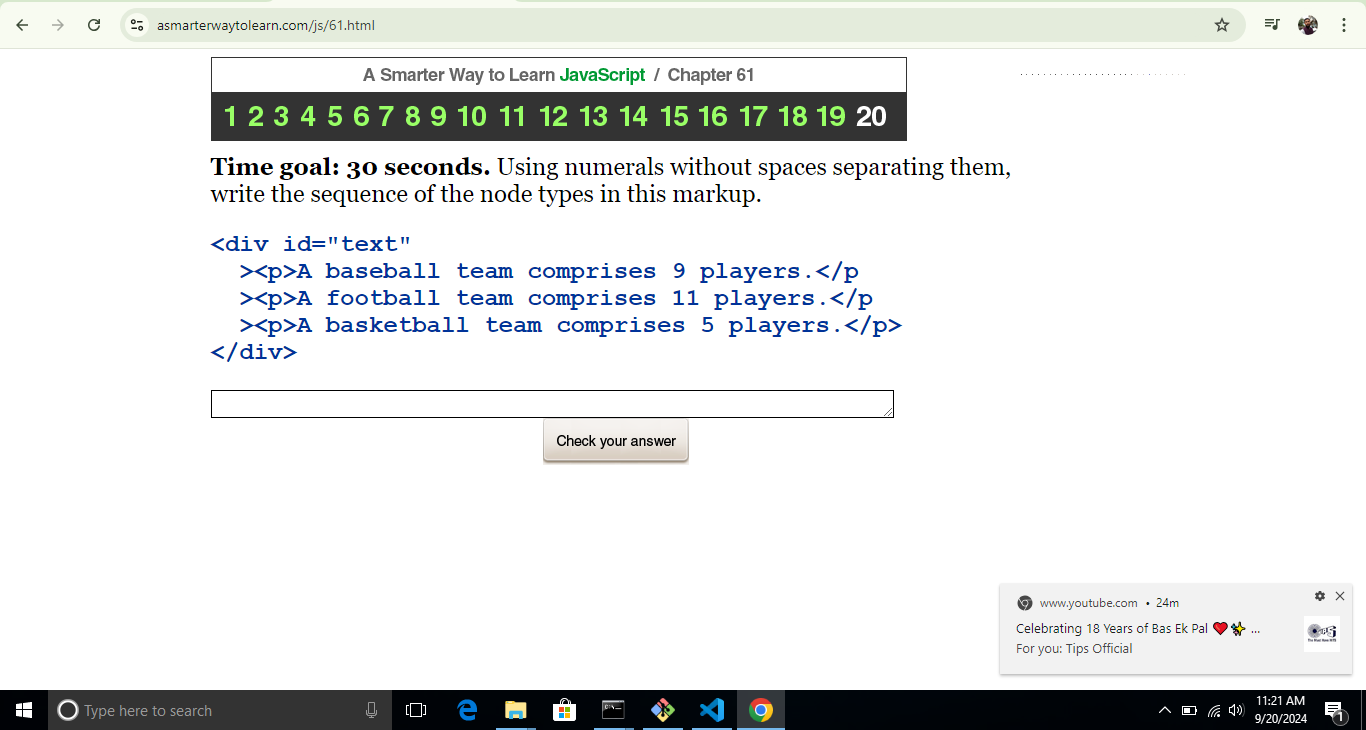 asmarterwaytolearn.com/js/61.html
A Smarter Way to Learn JavaScript / Chapter 61
1 2 3 4 5 6 7 8 9 10 11 12 13 14 15 16 17 18 19 20
Time goal: 30 seconds. Using numerals without spaces separating them,
write the sequence of the node types in this markup.
<div id="text"
><p>A baseball team comprises 9 players.</p
><p>A football team comprises 11 players.</p
><p>A basketball team comprises 5 players.</p>
</div>
Check your answer
www.youtube.com • 24m
Celebrating 18 Years of Bas Ek Pal ❤️✨ ...
For you: Tips Official
Type here to search
11:21 AM
9/20/2024
1